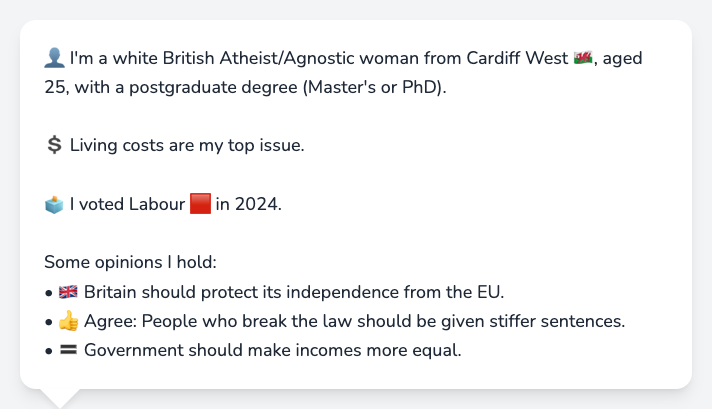 👤 I'm a white British Atheist/Agnostic woman from Cardiff West 🏴󠁧󠁢󠁷󠁬󠁳󠁿, aged
25, with a postgraduate degree (Master's or PhD).
💲 Living costs are my top issue.
🗳️ I voted Labour 🟥 in 2024.
Some opinions I hold:
• 🇬🇧 Britain should protect its independence from the EU.
• 👍 Agree: People who break the law should be given stiffer sentences.
• 🟰 Government should make incomes more equal.